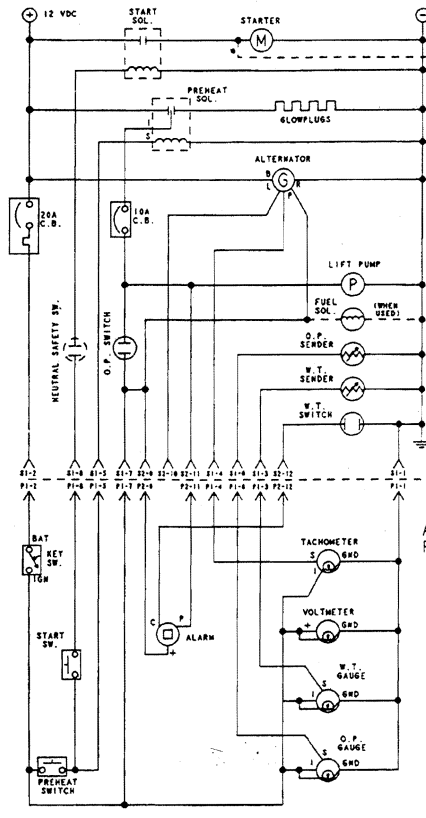 + 12 VDC
START
SOL.
STARTER
M
*
PREHEAT
SOL.
S
GLOWPLUGS
ALTERNATOR
B
L
G
R
P
20A
C.B.
10A
C.B.
LIFT PUMP
P
FUEL
SOL.
(WHEN
USED)
NEUTRAL SAFETY SW.
O.P. SWITCH
O.P.
SENDER
W.T.
SENDER
W.T.
SWITCH
S1-2 S1-8 S1-5 S1-7 S2-9 S2-10 S2-11 S1-4 S1-6 S1-3 S2-12 S1-1
P1-2 P1-8 P1-5 P1-7 P2-9 P2-11 P1-4 P1-6 P1-3 P2-12 P1-1
BAT
KEY
SW.
IGN
TACHOMETER
S
GND
I
VOLTMETER
+
GND
C
P
ALARM
+
START
SW.
W.T.
GAUGE
S
I
GND
O.P.
GAUGE
S
I
GND
PREHEAT
SWITCH